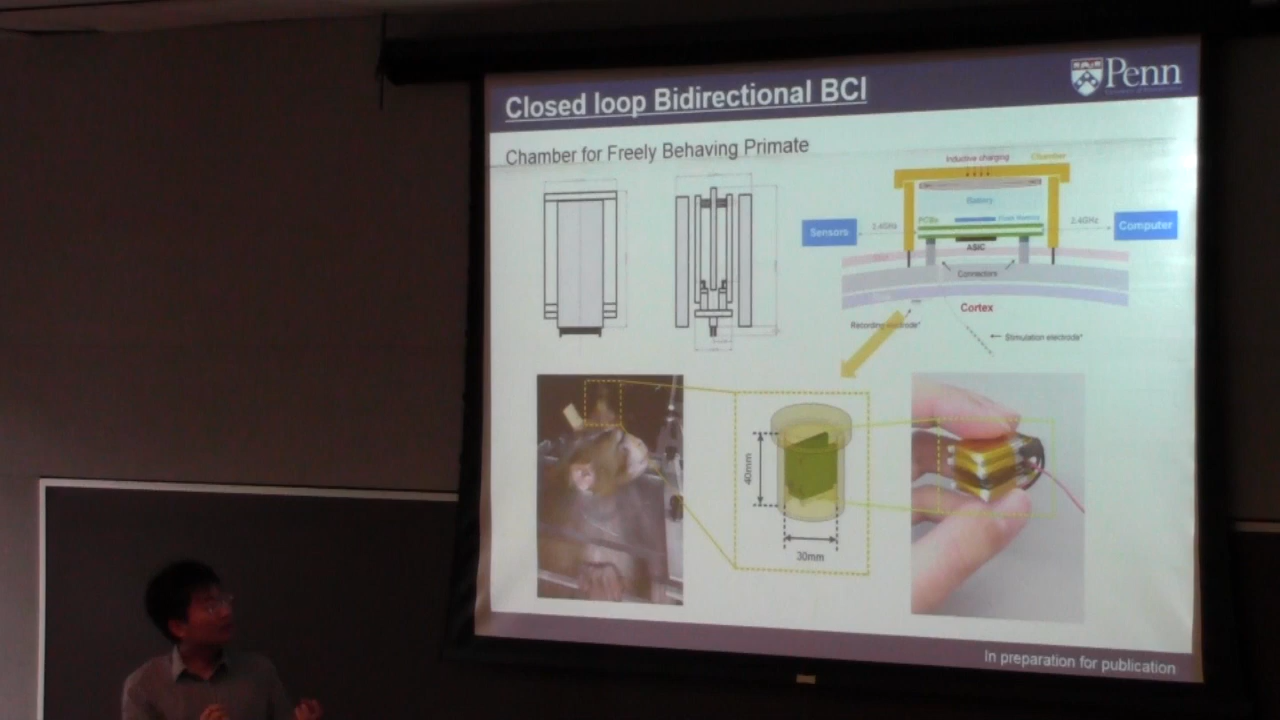 Closed loop Bidirectional BCI
Penn
Chamber for Freely Behaving Primate
Inductive charging
Chamber
Battery
Sensors
2.4GHz
PCBs
2.4GHz
Computer
ASIC
Connectors
Cortex
Recording electrode*
Stimulation electrode*
40mm
30mm
In preparation for publication